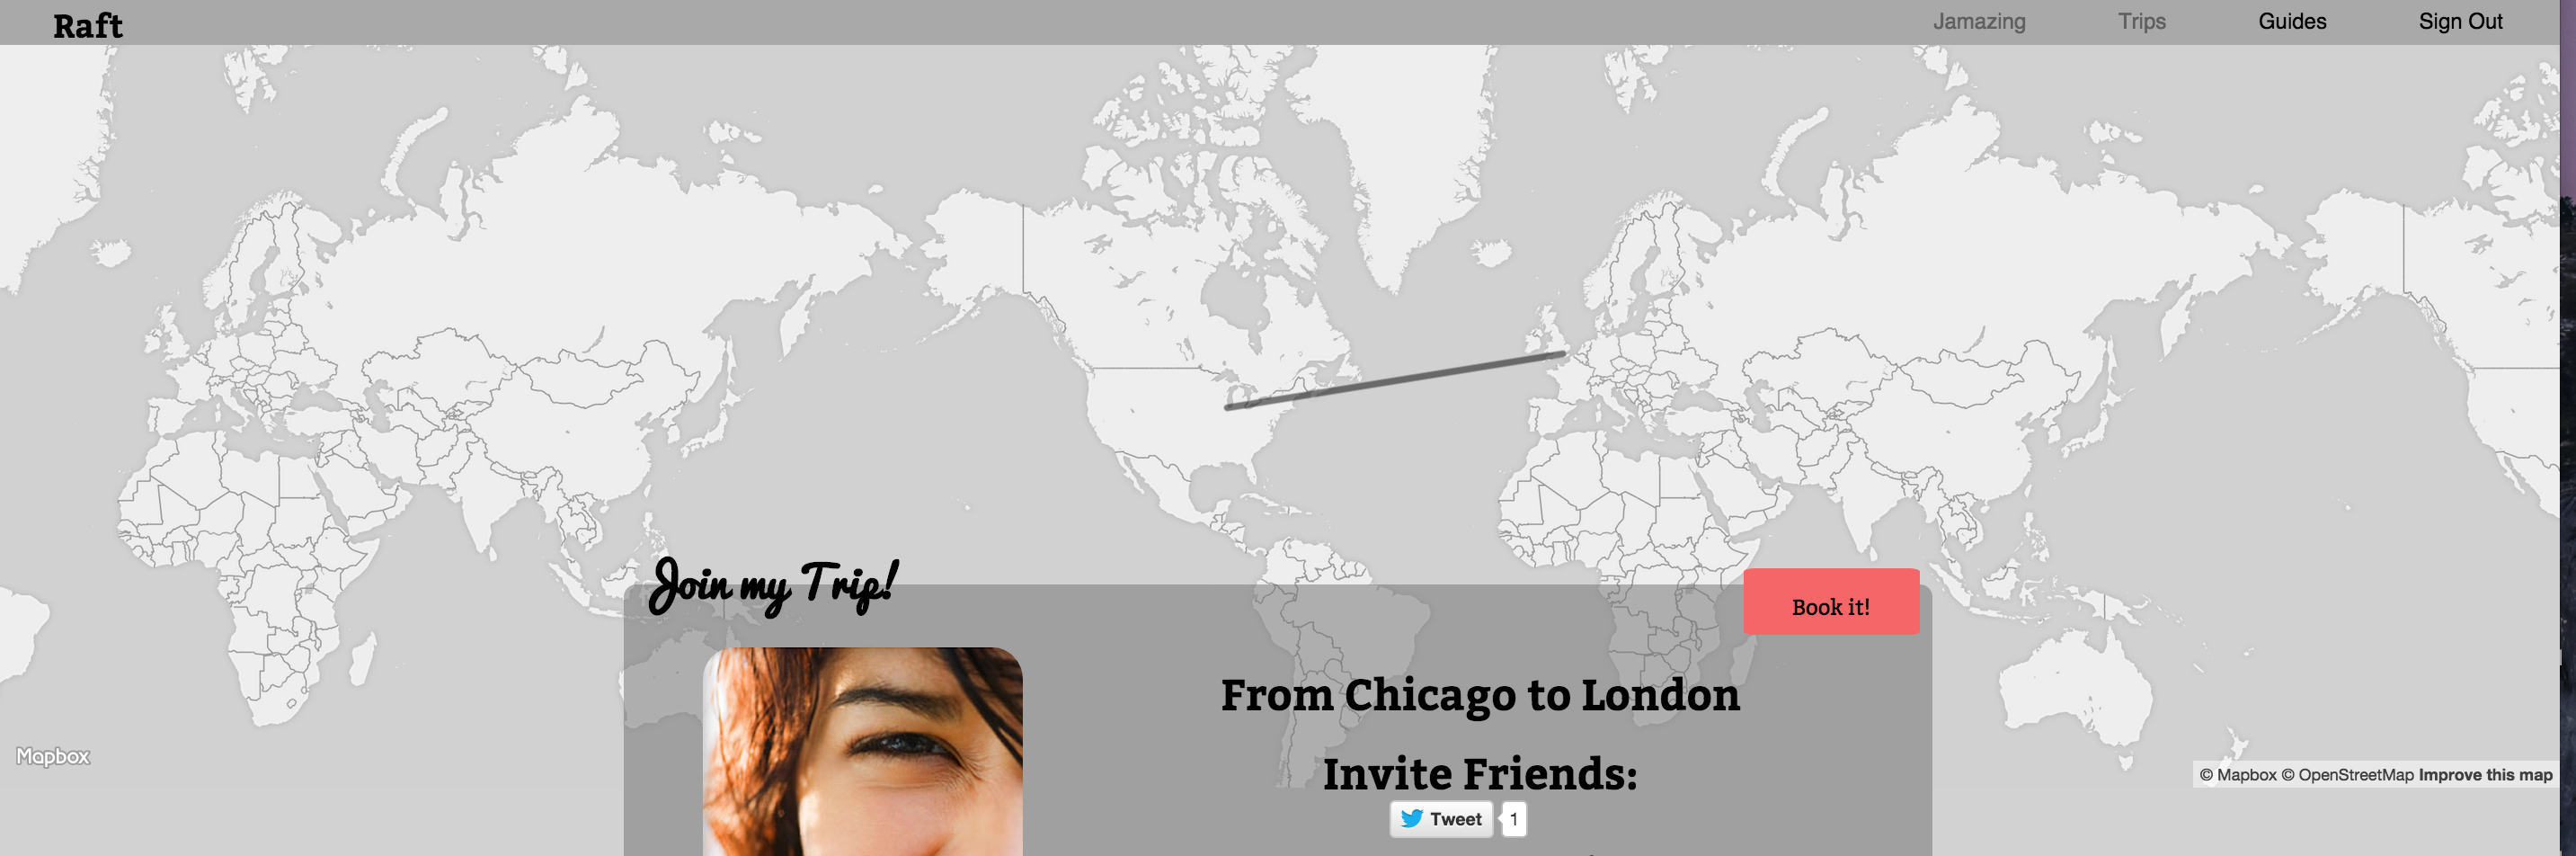 Raft
Jamazing
Trips
Guides
Sign Out
Join my Trip!
Book it!
From Chicago to London
Invite Friends:
Tweet
1
Mapbox
© Mapbox © OpenStreetMap Improve this map